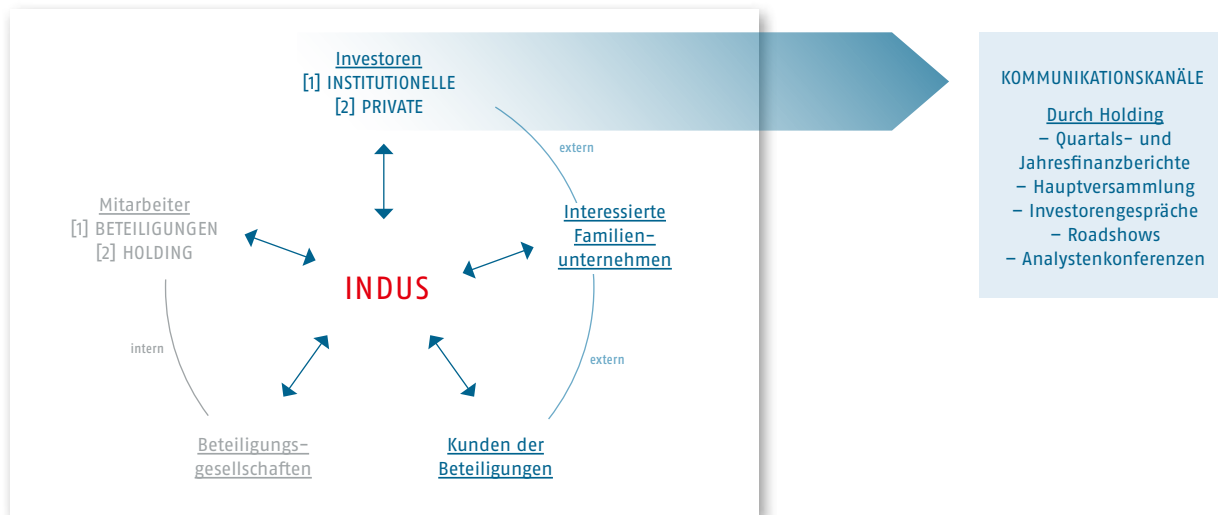 Investoren
[1] INSTITUTIONELLE
[2] PRIVATE
extern
Mitarbeiter
[1] BETEILIGUNGEN
[2] HOLDING
Interessierte
Familien-
unternehmen
INDUS
intern
extern
Beteiligungs-
gesellschaften
Kunden der
Beteiligungen
KOMMUNIKATIONSKANÄLE
Durch Holding
– Quartals- und
Jahresfinanzberichte
– Hauptversammlung
– Investorengespräche
– Roadshows
– Analystenkonferenzen